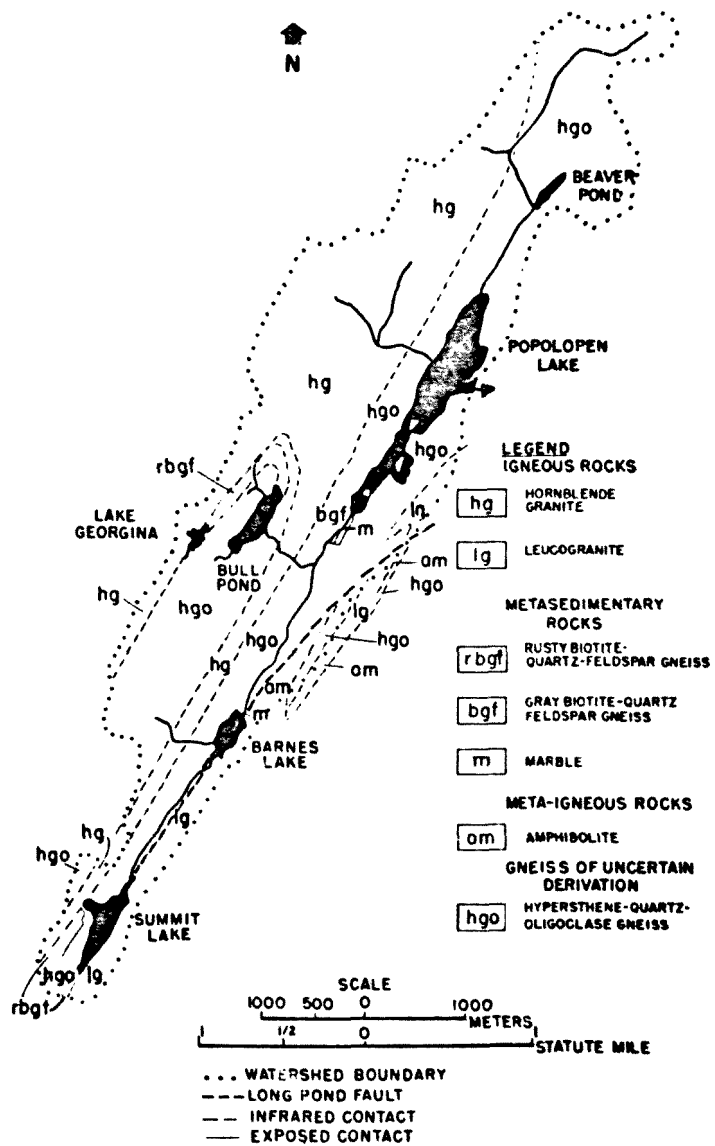 N
hgo
BEAVER
POND
hg
POPOLOPEN
LAKE
hg
hgo
hgo
rbgf
LAKE
GEORGINA
BULL
POND
bgf
m
lg
am
hgo
hg
hgo
lg
hgo
hgo
am
hg
am
m
BARNES
LAKE
lg
hg
hgo
SUMMIT
LAKE
hgo
lg
rbgf
LEGEND
IGNEOUS ROCKS
hg HORNBLENDE
GRANITE
lg LEUCOGRANITE
METASEDIMENTARY
ROCKS
rbgf RUSTY BIOTITE-
QUARTZ-FELDSPAR GNEISS
bgf GRAY BIOTITE-QUARTZ
FELDSPAR GNEISS
m MARBLE
META-IGNEOUS ROCKS
am AMPHIBOLITE
GNEISS OF UNCERTAIN
DERIVATION
hgo HYPERSTHENE-QUARTZ-
OLIGOCLASE GNEISS
SCALE
1000 500 0 1000
METERS
1 1/2 0 1
STATUTE MILE
WATERSHED BOUNDARY
LONG POND FAULT
INFRARED CONTACT
EXPOSED CONTACT